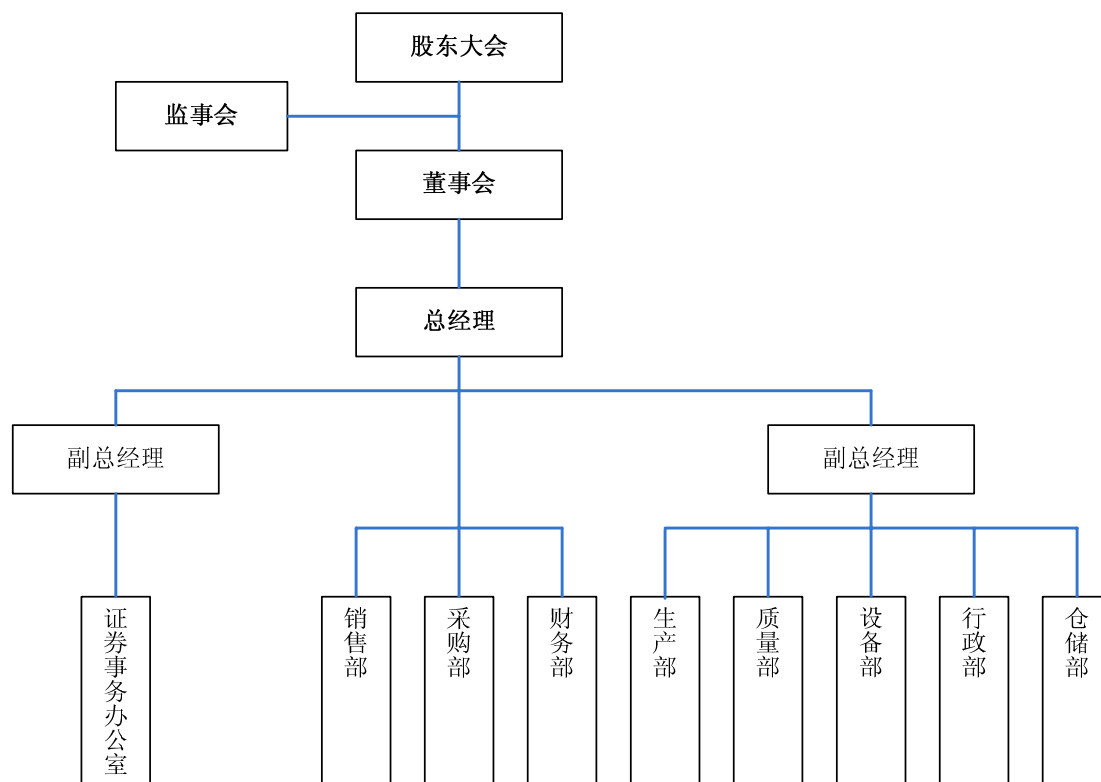 股东大会
监事会
董事会
总经理
副总经理
副总经理
证券事务办公室
销售部
采购部
财务部
生产部
质量部
设备部
行政部
仓储部